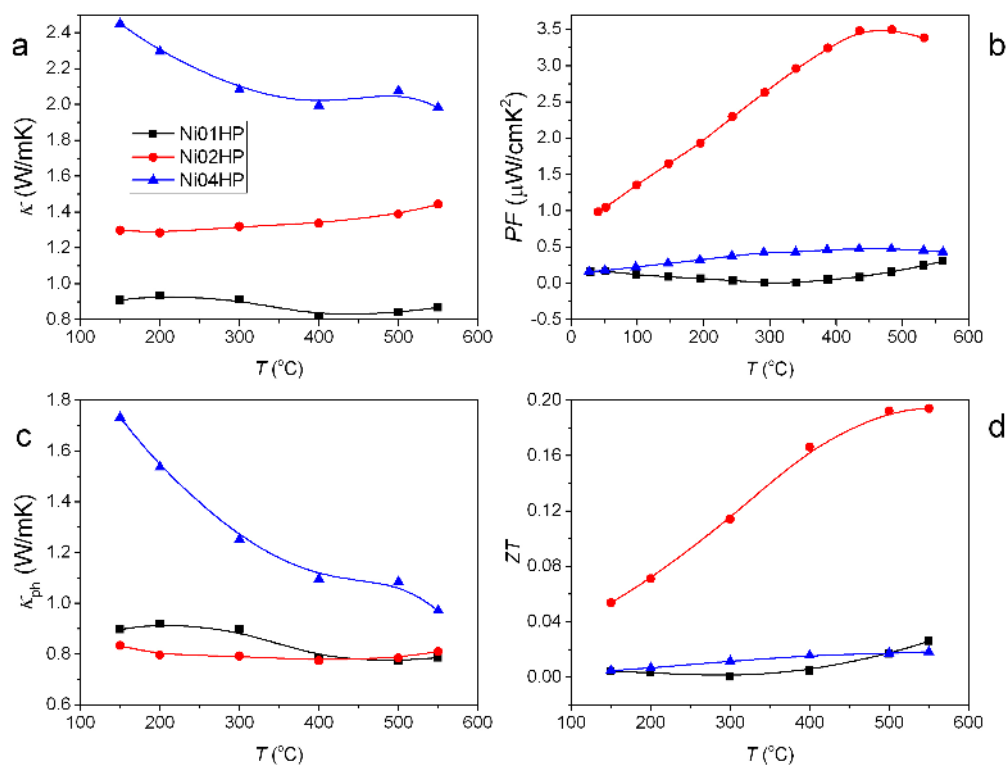 a
κ (W/mK)
2.4
2.2
2.0
1.8
1.6
1.4
1.2
1.0
0.8
Ni01HP
Ni02HP
Ni04HP
100 200 300 400 500 600
T (°C)
b
PF (μW/cmK²)
3.5
3.0
2.5
2.0
1.5
1.0
0.5
0.0
-0.5
0 100 200 300 400 500 600
T (°C)
c
κph (W/mK)
1.8
1.6
1.4
1.2
1.0
0.8
0.6
100 200 300 400 500 600
T (°C)
d
ZT
0.20
0.16
0.12
0.08
0.04
0.00
100 200 300 400 500 600
T (°C)